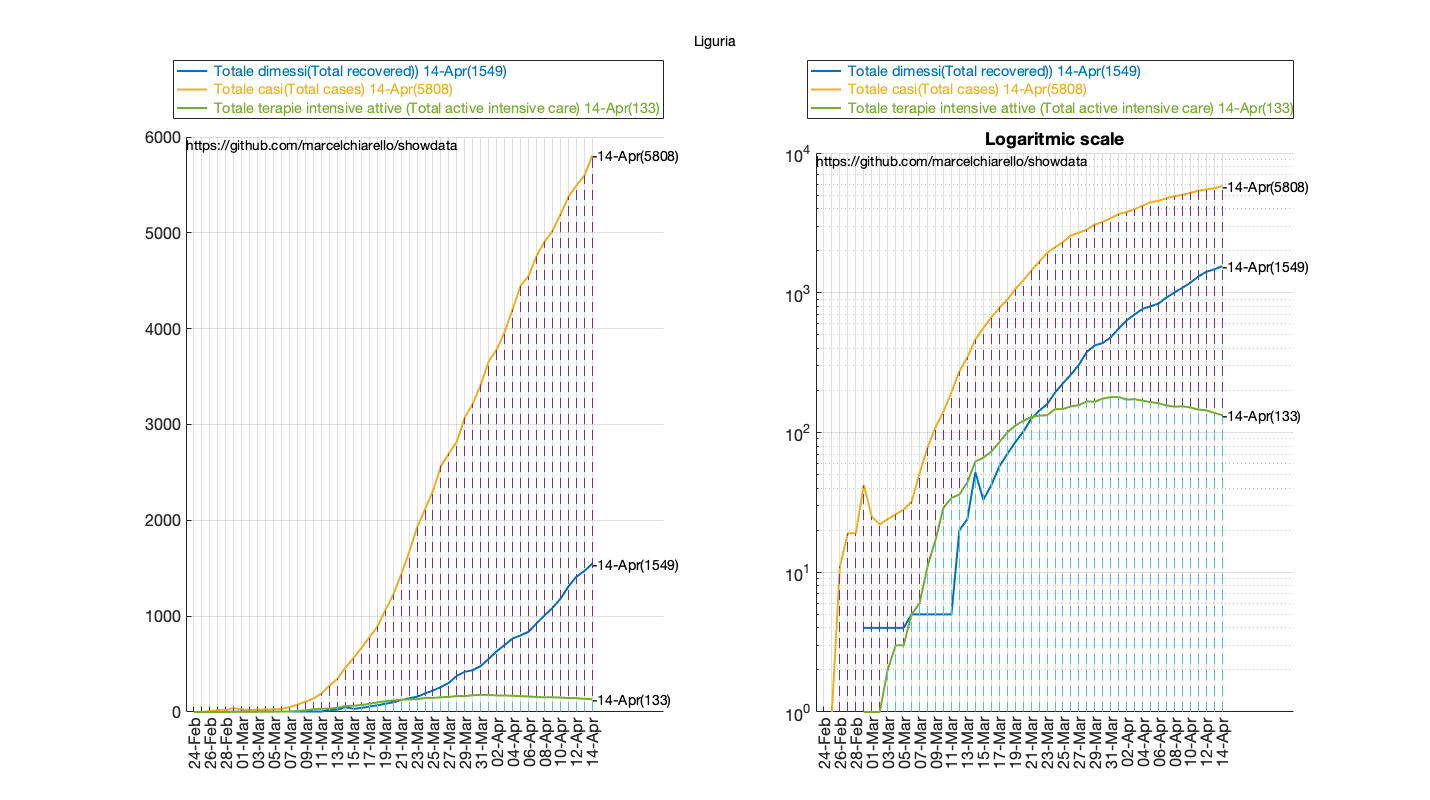 Liguria
Totale dimessi(Total recovered)) 14-Apr(1549)
Totale casi(Total cases) 14-Apr(5808)
Totale terapie intensive attive (Total active intensive care) 14-Apr(133)
6000
https://github.com/marcelchiarello/showdata
14-Apr(5808)
5000
4000
3000
2000
14-Apr(1549)
1000
14-Apr(133)
0
24-Feb
26-Feb
28-Feb
01-Mar
03-Mar
05-Mar
07-Mar
09-Mar
11-Mar
13-Mar
15-Mar
17-Mar
19-Mar
21-Mar
23-Mar
25-Mar
27-Mar
29-Mar
31-Mar
02-Apr
04-Apr
06-Apr
08-Apr
10-Apr
12-Apr
14-Apr
Totale dimessi(Total recovered)) 14-Apr(1549)
Totale casi(Total cases) 14-Apr(5808)
Totale terapie intensive attive (Total active intensive care) 14-Apr(133)
Logaritmic scale
10^4
https://github.com/marcelchiarello/showdata
14-Apr(5808)
10^3
14-Apr(1549)
10^2
14-Apr(133)
10^1
10^0
24-Feb
26-Feb
28-Feb
01-Mar
03-Mar
05-Mar
07-Mar
09-Mar
11-Mar
13-Mar
15-Mar
17-Mar
19-Mar
21-Mar
23-Mar
25-Mar
27-Mar
29-Mar
31-Mar
02-Apr
04-Apr
06-Apr
08-Apr
10-Apr
12-Apr
14-Apr